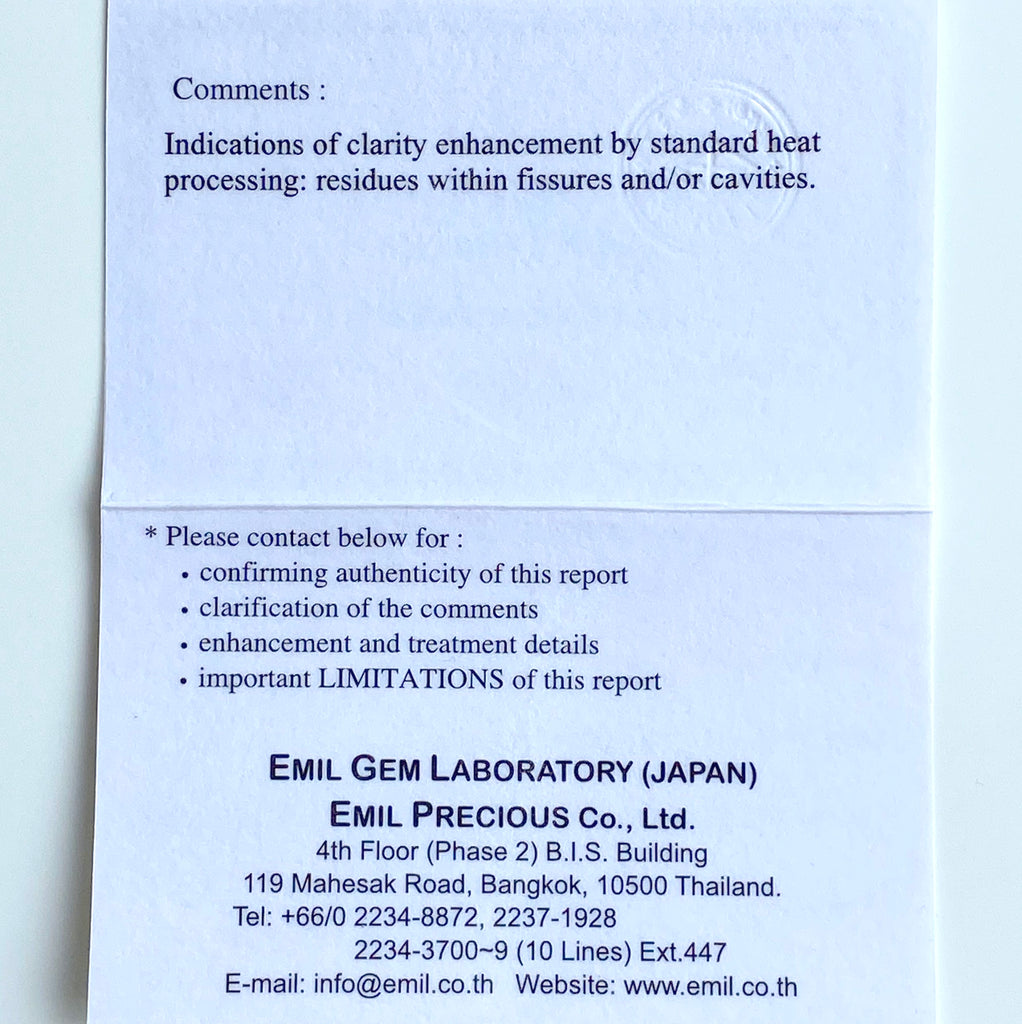 Comments :
Indications of clarity enhancement by standard heat
processing: residues within fissures and/or cavities.
* Please contact below for :
• confirming authenticity of this report
• clarification of the comments
• enhancement and treatment details
• important LIMITATIONS of this report
EMIL GEM LABORATORY (JAPAN)
EMIL PRECIOUS Co., Ltd.
4th Floor (Phase 2) B.I.S. Building
119 Mahesak Road, Bangkok, 10500 Thailand.
Tel: +66/0 2234-8872, 2237-1928
2234-3700~9 (10 Lines) Ext.447
E-mail: info@emil.co.th Website: www.emil.co.th